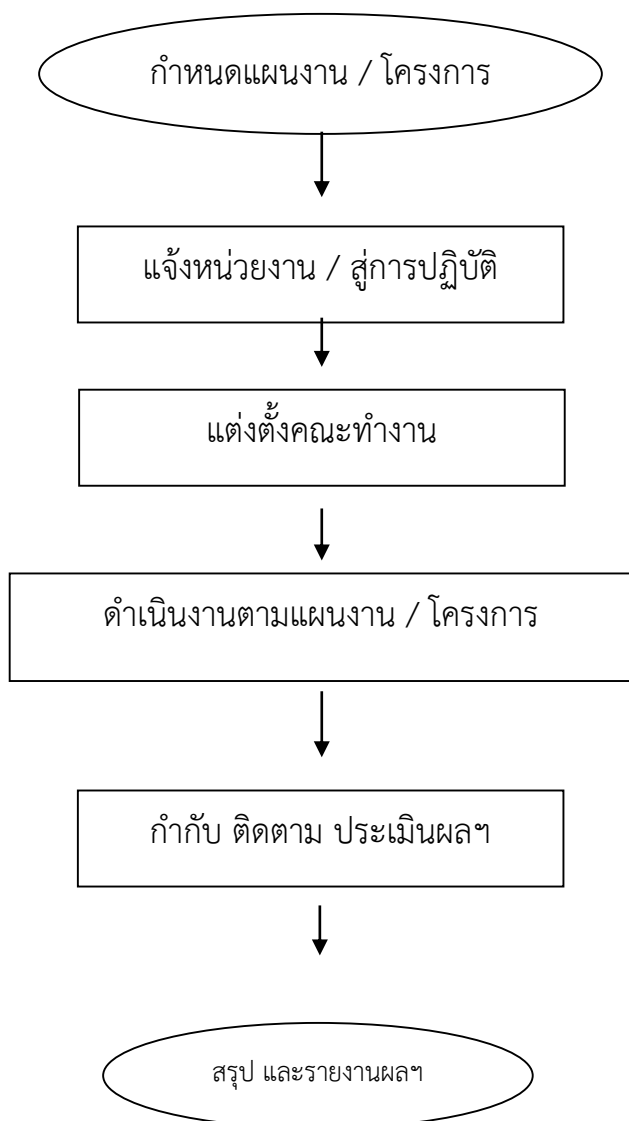 กำหนดแผนงาน / โครงการ
แจ้งหน่วยงาน / สู่การปฏิบัติ
แต่งตั้งคณะทำงาน
ดำเนินงานตามแผนงาน / โครงการ
กำกับ ติดตาม ประเมินผลฯ
สรุป และรายงานผลฯ